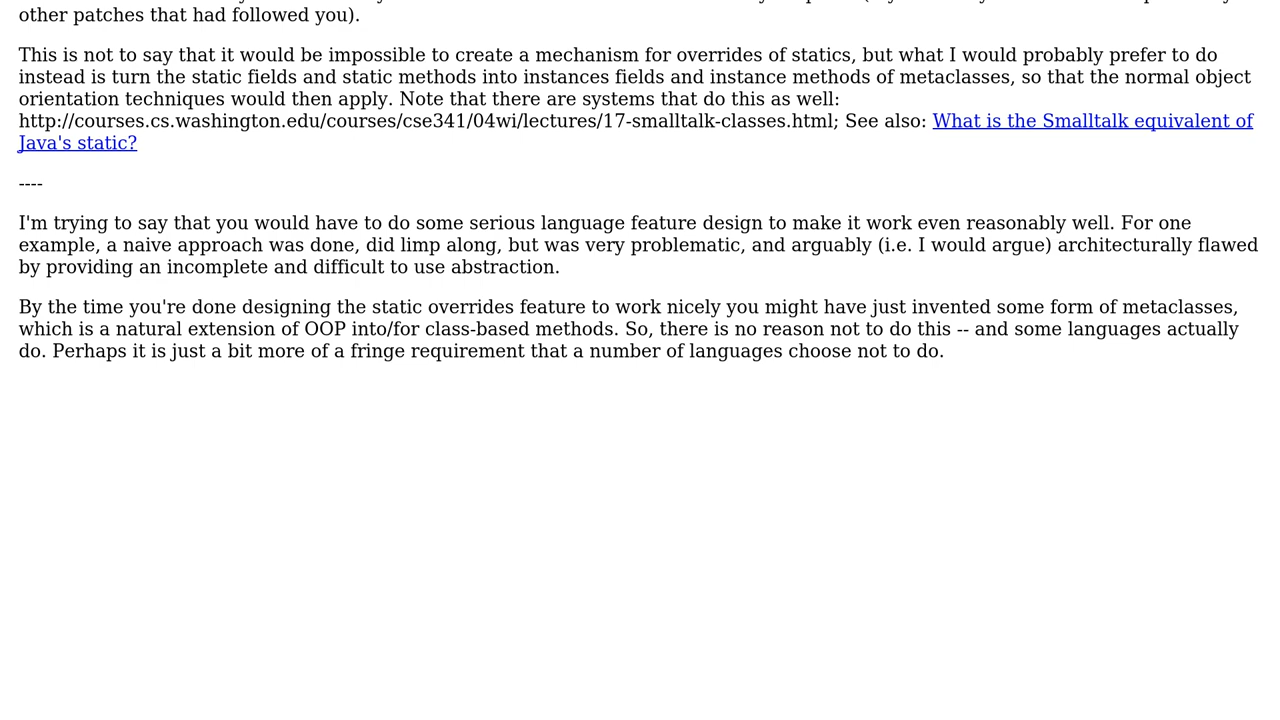 other patches that had followed you).
This is not to say that it would be impossible to create a mechanism for overrides of statics, but what I would probably prefer to do
instead is turn the static fields and static methods into instances fields and instance methods of metaclasses, so that the normal object
orientation techniques would then apply. Note that there are systems that do this as well:
http://courses.cs.washington.edu/courses/cse341/04wi/lectures/17-smalltalk-classes.html; See also: What is the Smalltalk equivalent of
Java's static?
----
I'm trying to say that you would have to do some serious language feature design to make it work even reasonably well. For one
example, a naive approach was done, did limp along, but was very problematic, and arguably (i.e. I would argue) architecturally flawed
by providing an incomplete and difficult to use abstraction.
By the time you're done designing the static overrides feature to work nicely you might have just invented some form of metaclasses,
which is a natural extension of OOP into/for class-based methods. So, there is no reason not to do this -- and some languages actually
do. Perhaps it is just a bit more of a fringe requirement that a number of languages choose not to do.